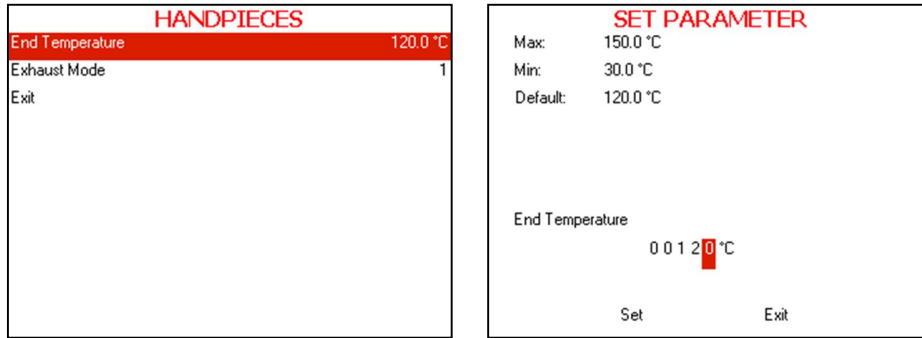 HANDPIECES
End Temperature 120.0 °C
Exhaust Mode 1
Exit
SET PARAMETER
Max: 150.0 °C
Min: 30.0 °C
Default: 120.0 °C
End Temperature
0 0 1 2 0 °C
Set Exit